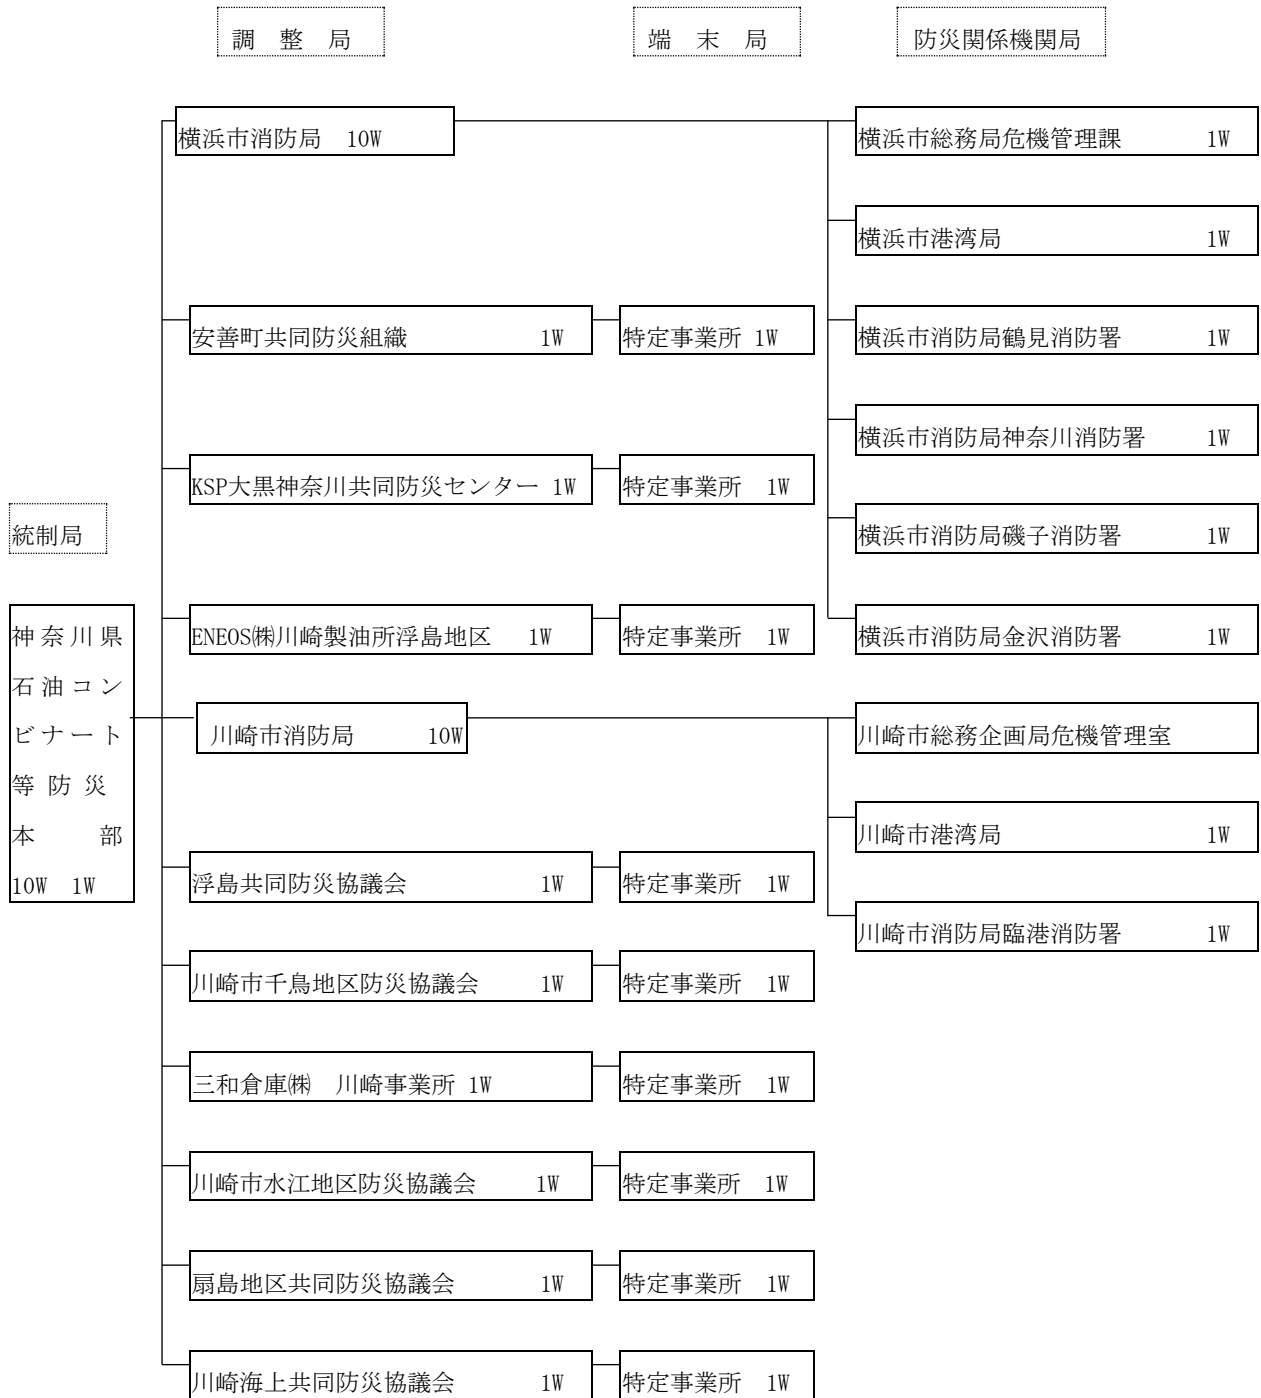 調 整 局
端 末 局
防災関係機関局
横浜市消防局 10W
横浜市総務局危機管理課 1W
横浜市港湾局 1W
安善町共同防災組織 1W
特定事業所 1W
横浜市消防局鶴見消防署 1W
横浜市消防局神奈川消防署 1W
KSP大黒神奈川共同防災センター 1W
特定事業所 1W
統制局
横浜市消防局磯子消防署 1W
神奈川県
石油コン
ビナート
等防災
本 部
10W 1W
ENEOS㈱川崎製油所浮島地区 1W
特定事業所 1W
横浜市消防局金沢消防署 1W
川崎市消防局 10W
川崎市総務企画局危機管理室
川崎市港湾局 1W
浮島共同防災協議会 1W
特定事業所 1W
川崎市消防局臨港消防署 1W
川崎市千鳥地区防災協議会 1W
特定事業所 1W
三和倉庫㈱ 川崎事業所 1W
特定事業所 1W
川崎市水江地区防災協議会 1W
特定事業所 1W
扇島地区共同防災協議会 1W
特定事業所 1W
川崎海上共同防災協議会 1W
特定事業所 1W